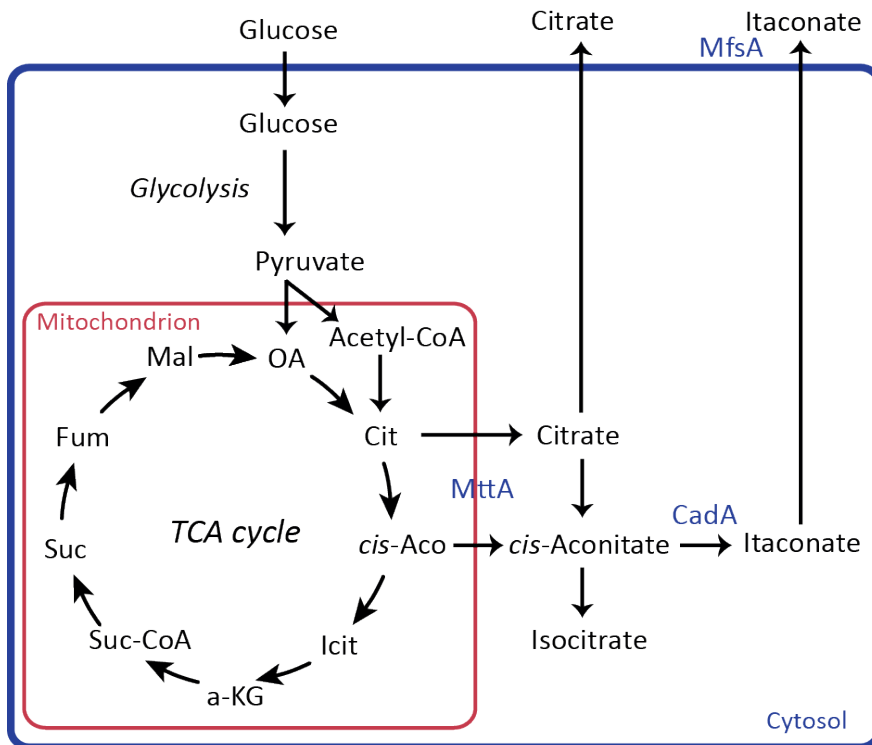 Glucose
Citrate
Itaconate
MfsA
Glucose
Glycolysis
Pyruvate
Mitochondrion
Acetyl-CoA
Mal
OA
Fum
Cit
Citrate
MttA
CadA
TCA cycle
Suc
cis-Aco
cis-Aconitate
Itaconate
Suc-CoA
Icit
Isocitrate
a-KG
Cytosol